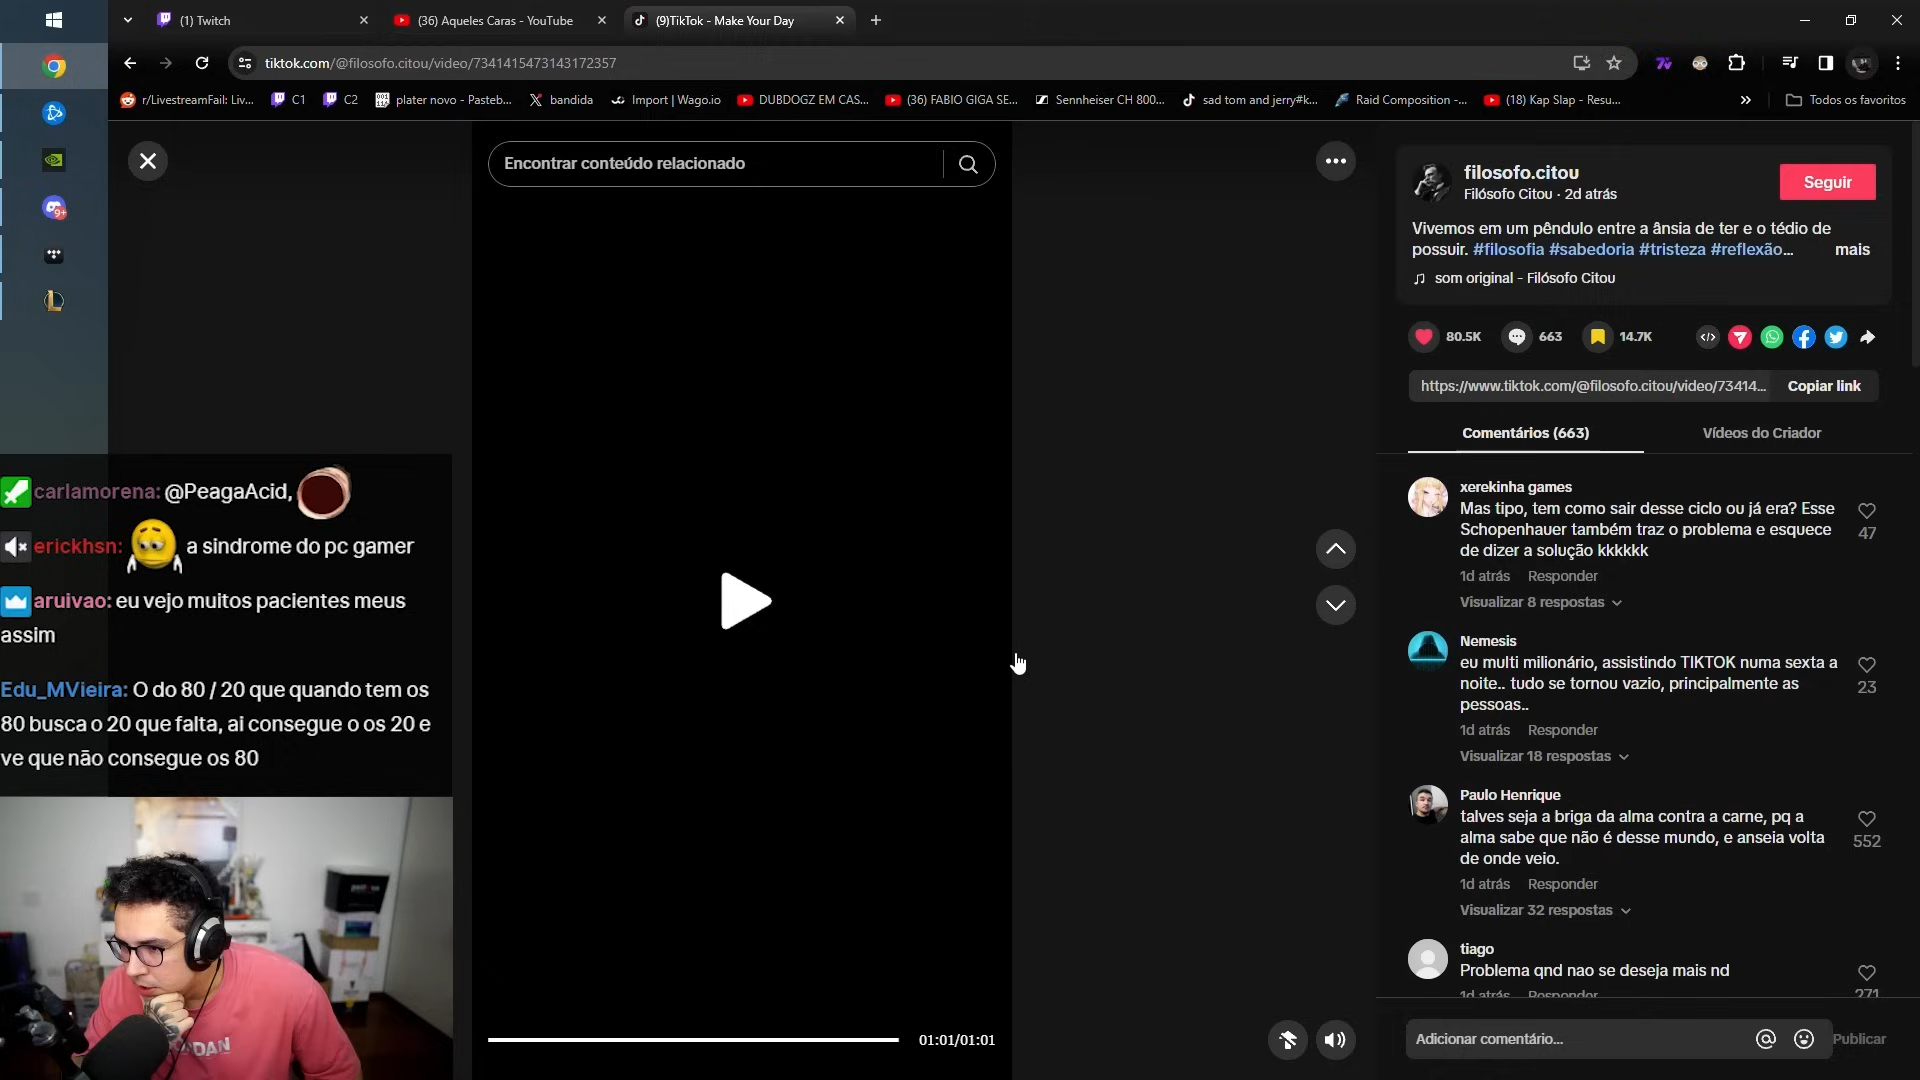 (1) Twitch
(36) Aqueles Caras - YouTube
(9)TikTok - Make Your Day
tiktok.com/@filosofo.citou/video/7341415473143172357
r/LivestreamFail: Liv...
C1
C2
plater novo - Pasteb...
bandida
Import | Wago.io
DUBDOGZ EM CAS...
(36) FABIO GIGA SE...
Sennheiser CH 800...
sad tom and jerry#k...
Raid Composition -...
(18) Kap Slap - Resu...
Todos os favoritos
9+
Encontrar conteúdo relacionado
filosofo.citou
Filósofo Citou · 2d atrás
Seguir
Vivemos em um pêndulo entre a ânsia de ter e o tédio de
possuir. #filosofia #sabedoria #tristeza #reflexão...
mais
som original - Filósofo Citou
80.5K
663
14.7K
https://www.tiktok.com/@filosofo.citou/video/73414...
Copiar link
Comentários (663)
Vídeos do Criador
xerekinha games
Mas tipo, tem como sair desse ciclo ou já era? Esse
Schopenhauer também traz o problema e esquece
de dizer a solução kkkkkk
47
1d atrás Responder
Visualizar 8 respostas
Nemesis
eu multi milionário, assistindo TIKTOK numa sexta a
noite.. tudo se tornou vazio, principalmente as
pessoas..
23
1d atrás Responder
Visualizar 18 respostas
Paulo Henrique
talves seja a briga da alma contra a carne, pq a
alma sabe que não é desse mundo, e anseia volta
de onde veio.
552
1d atrás Responder
Visualizar 32 respostas
tiago
Problema qnd nao se deseja mais nd
1d atrás Responder
271
Adicionar comentário...
Publicar
carlamorena: @PeagaAcid,
erickhsn: a sindrome do pc gamer
aruivao: eu vejo muitos pacientes meus
assim
Edu_MVieira: O do 80 / 20 que quando tem os
80 busca o 20 que falta, ai consegue o os 20 e
ve que não consegue os 80
01:01/01:01